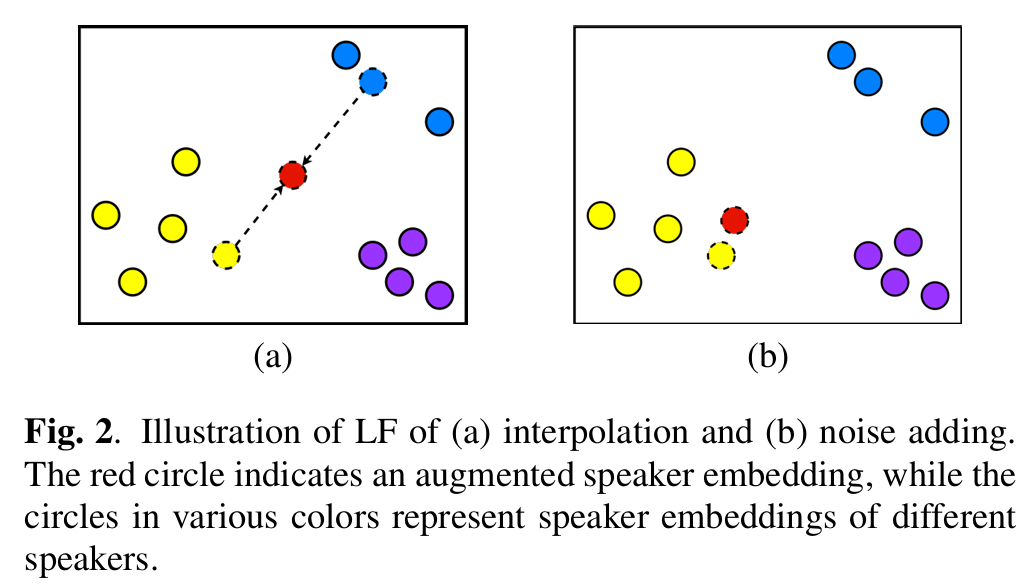 (a)
(b)
Fig. 2. Illustration of LF of (a) interpolation and (b) noise adding.
The red circle indicates an augmented speaker embedding, while the
circles in various colors represent speaker embeddings of different
speakers.